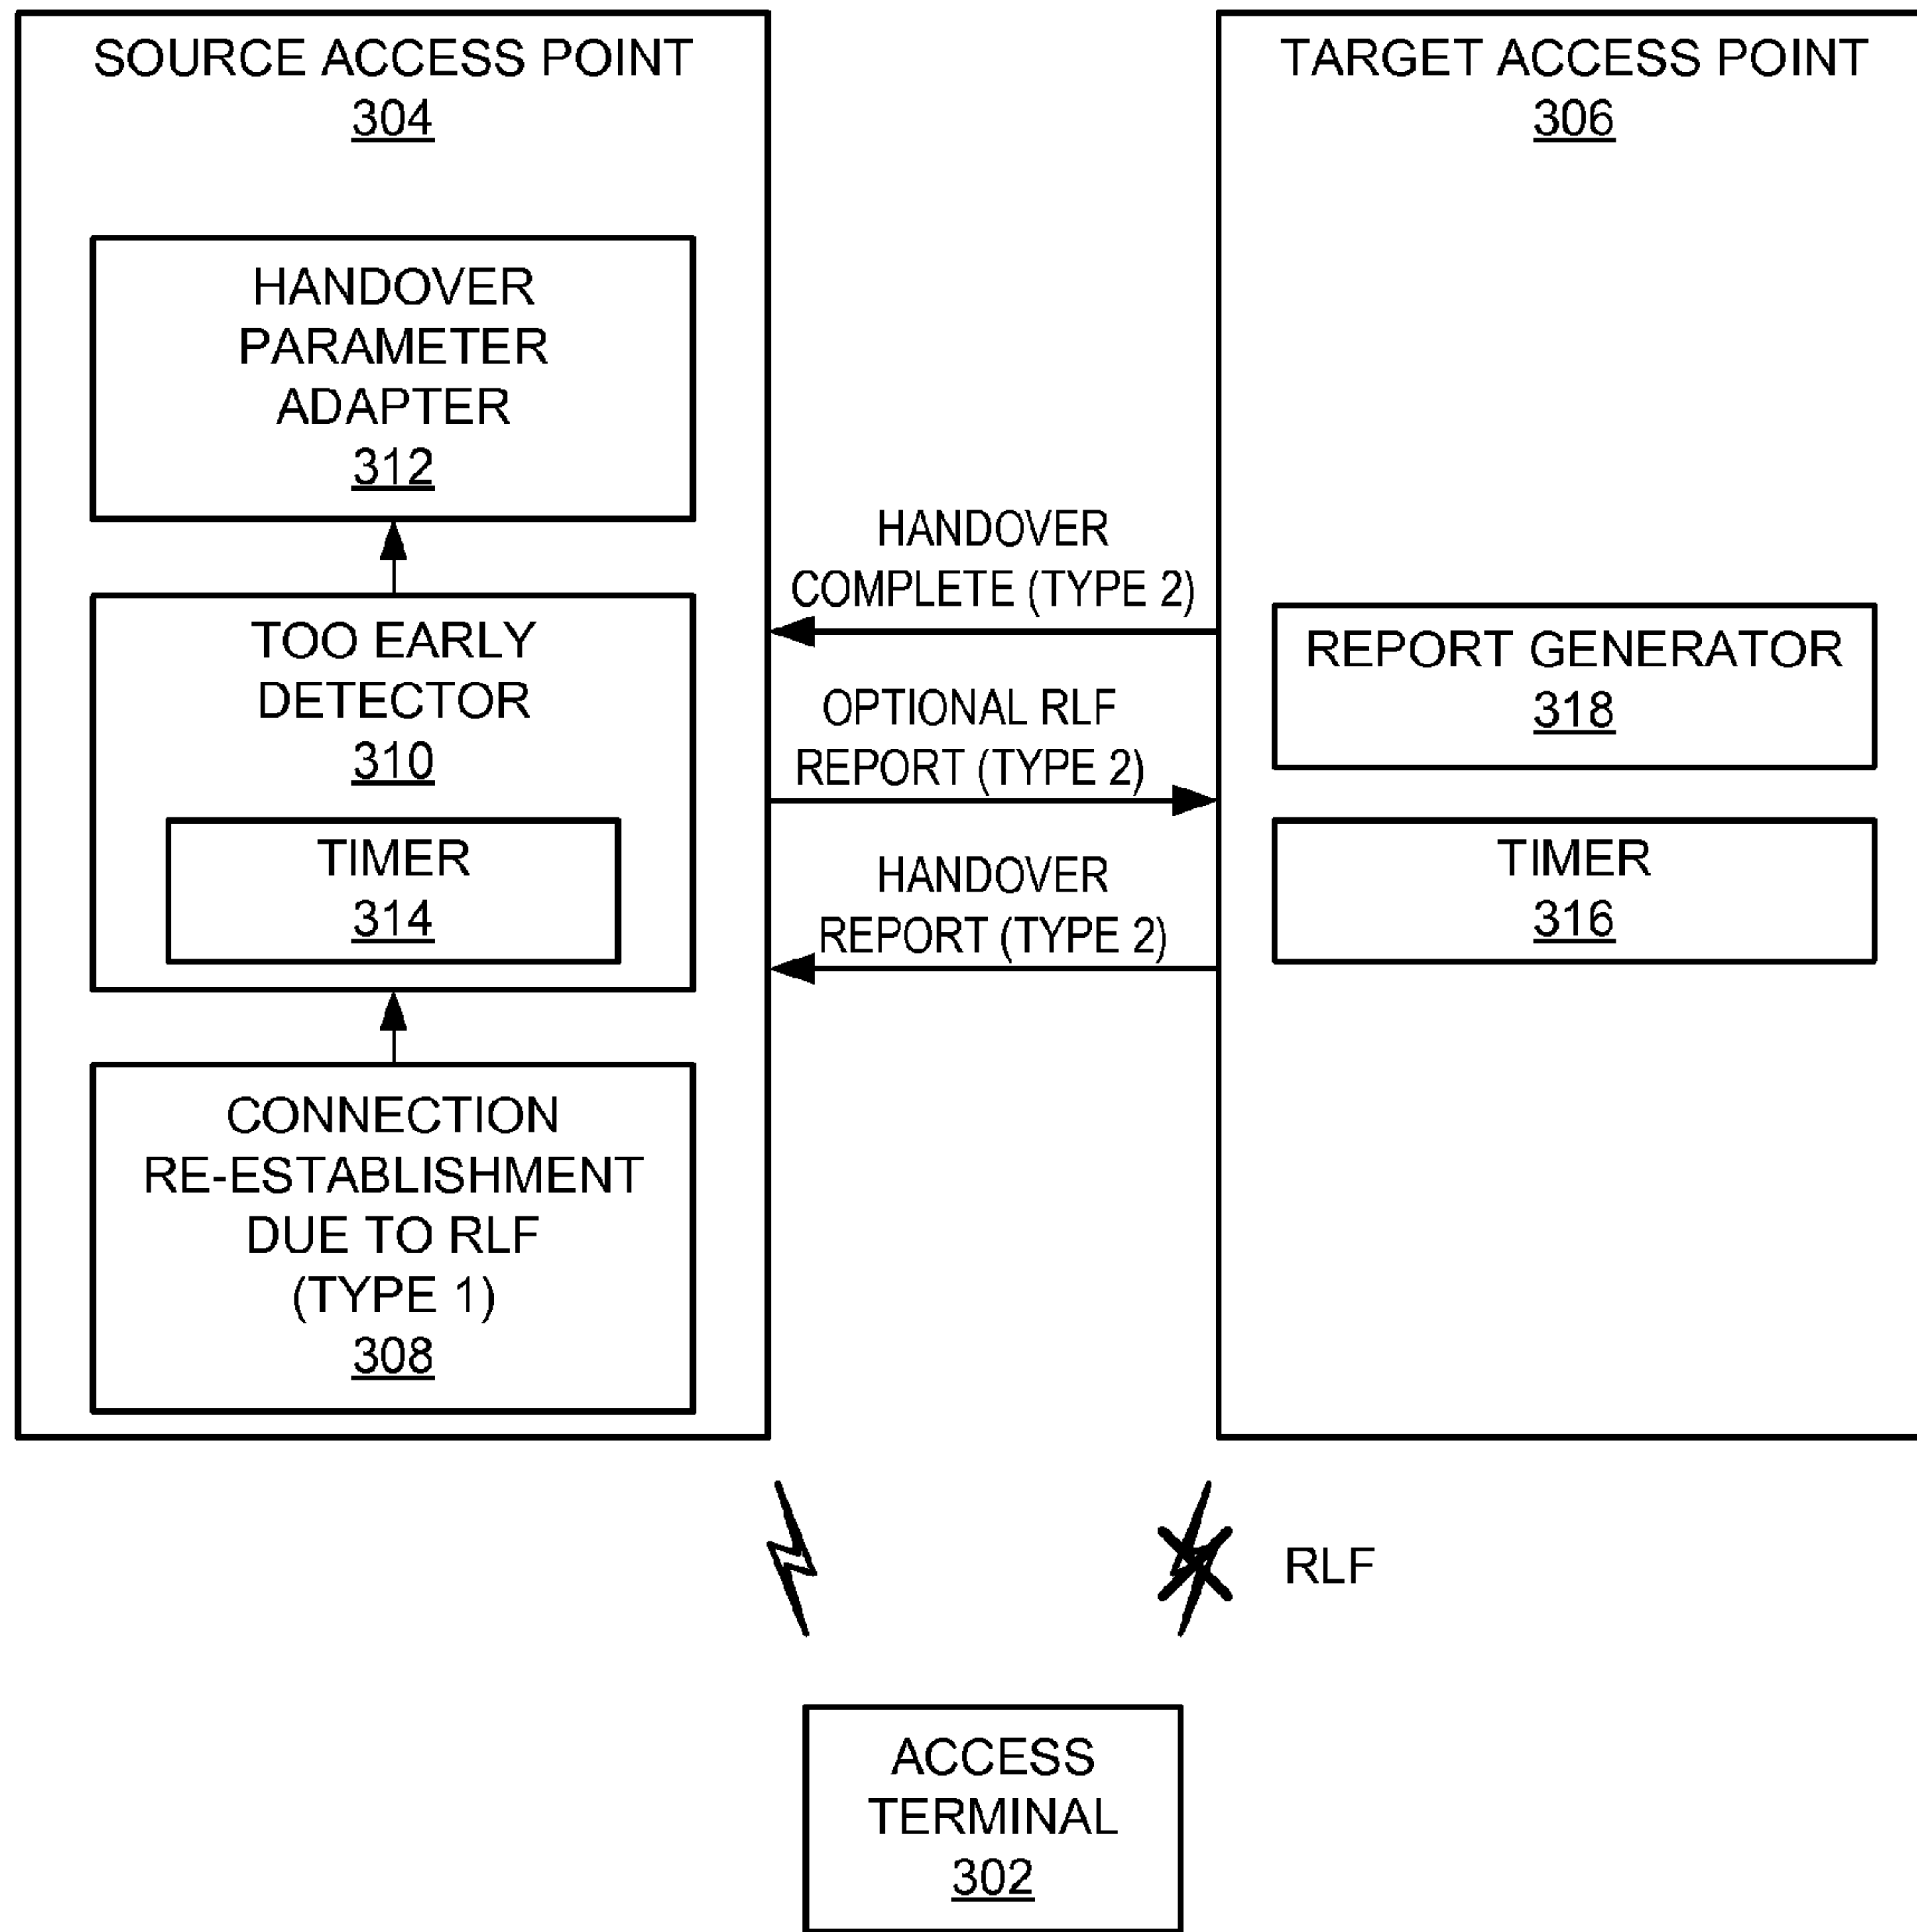 SOURCE ACCESS POINT
304
HANDOVER
PARAMETER
ADAPTER
312
TOO EARLY
DETECTOR
310
TIMER
314
CONNECTION
RE-ESTABLISHMENT
DUE TO RLF
(TYPE 1)
308
HANDOVER
COMPLETE (TYPE 2)
OPTIONAL RLF
REPORT (TYPE 2)
HANDOVER
REPORT (TYPE 2)
TARGET ACCESS POINT
306
REPORT GENERATOR
318
TIMER
316
RLF
ACCESS
TERMINAL
302